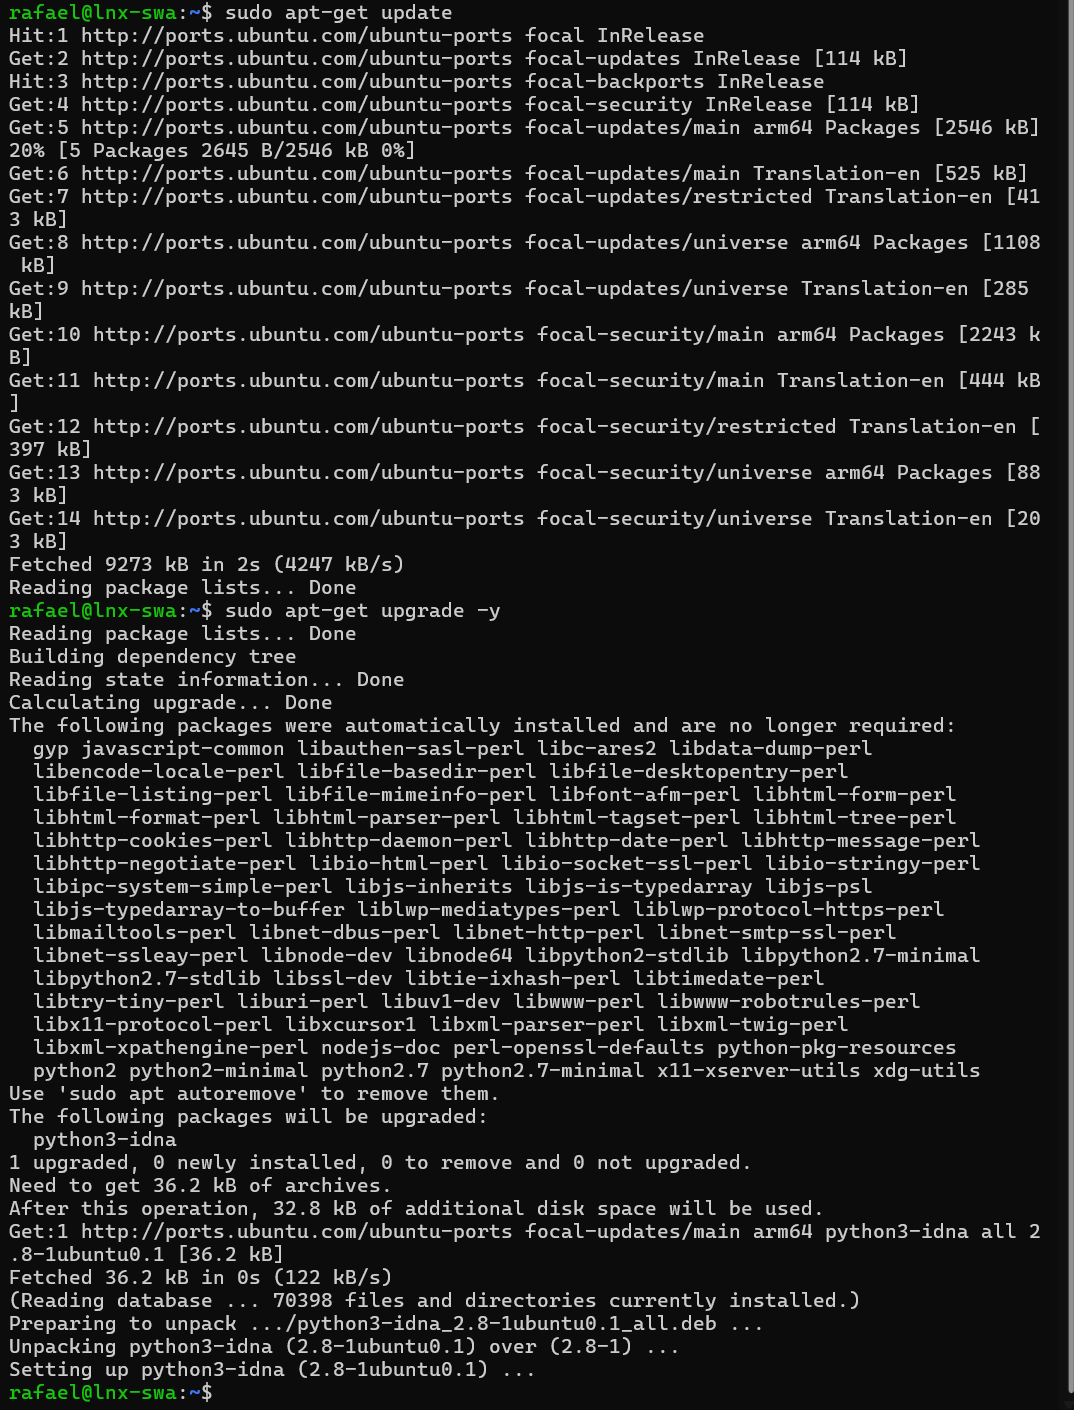 rafael@lnx-swa:~$ sudo apt-get update
Hit:1 http://ports.ubuntu.com/ubuntu-ports focal InRelease
Get:2 http://ports.ubuntu.com/ubuntu-ports focal-updates InRelease [114 kB]
Hit:3 http://ports.ubuntu.com/ubuntu-ports focal-backports InRelease
Get:4 http://ports.ubuntu.com/ubuntu-ports focal-security InRelease [114 kB]
Get:5 http://ports.ubuntu.com/ubuntu-ports focal-updates/main arm64 Packages [2546 kB]
20% [5 Packages 2645 B/2546 kB 0%]
Get:6 http://ports.ubuntu.com/ubuntu-ports focal-updates/main Translation-en [525 kB]
Get:7 http://ports.ubuntu.com/ubuntu-ports focal-updates/restricted Translation-en [41
3 kB]
Get:8 http://ports.ubuntu.com/ubuntu-ports focal-updates/universe arm64 Packages [1108
 kB]
Get:9 http://ports.ubuntu.com/ubuntu-ports focal-updates/universe Translation-en [285
kB]
Get:10 http://ports.ubuntu.com/ubuntu-ports focal-security/main arm64 Packages [2243 k
B]
Get:11 http://ports.ubuntu.com/ubuntu-ports focal-security/main Translation-en [444 kB
]
Get:12 http://ports.ubuntu.com/ubuntu-ports focal-security/restricted Translation-en [
397 kB]
Get:13 http://ports.ubuntu.com/ubuntu-ports focal-security/universe arm64 Packages [88
3 kB]
Get:14 http://ports.ubuntu.com/ubuntu-ports focal-security/universe Translation-en [20
3 kB]
Fetched 9273 kB in 2s (4247 kB/s)
Reading package lists... Done
rafael@lnx-swa:~$ sudo apt-get upgrade -y
Reading package lists... Done
Building dependency tree
Reading state information... Done
Calculating upgrade... Done
The following packages were automatically installed and are no longer required:
  gyp javascript-common libauthen-sasl-perl libc-ares2 libdata-dump-perl
  libencode-locale-perl libfile-basedir-perl libfile-desktopentry-perl
  libfile-listing-perl libfile-mimeinfo-perl libfont-afm-perl libhtml-form-perl
  libhtml-format-perl libhtml-parser-perl libhtml-tagset-perl libhtml-tree-perl
  libhttp-cookies-perl libhttp-daemon-perl libhttp-date-perl libhttp-message-perl
  libhttp-negotiate-perl libio-html-perl libio-socket-ssl-perl libio-stringy-perl
  libipc-system-simple-perl libjs-inherits libjs-is-typedarray libjs-psl
  libjs-typedarray-to-buffer liblwp-mediatypes-perl liblwp-protocol-https-perl
  libmailtools-perl libnet-dbus-perl libnet-http-perl libnet-smtp-ssl-perl
  libnet-ssleay-perl libnode-dev libnode64 libpython2-stdlib libpython2.7-minimal
  libpython2.7-stdlib libssl-dev libtie-ixhash-perl libtimedate-perl
  libtry-tiny-perl liburi-perl libuv1-dev libwww-perl libwww-robotrules-perl
  libx11-protocol-perl libxcursor1 libxml-parser-perl libxml-twig-perl
  libxml-xpathengine-perl nodejs-doc perl-openssl-defaults python-pkg-resources
  python2 python2-minimal python2.7 python2.7-minimal x11-xserver-utils xdg-utils
Use 'sudo apt autoremove' to remove them.
The following packages will be upgraded:
  python3-idna
1 upgraded, 0 newly installed, 0 to remove and 0 not upgraded.
Need to get 36.2 kB of archives.
After this operation, 32.8 kB of additional disk space will be used.
Get:1 http://ports.ubuntu.com/ubuntu-ports focal-updates/main arm64 python3-idna all 2
.8-1ubuntu0.1 [36.2 kB]
Fetched 36.2 kB in 0s (122 kB/s)
(Reading database ... 70398 files and directories currently installed.)
Preparing to unpack .../python3-idna_2.8-1ubuntu0.1_all.deb ...
Unpacking python3-idna (2.8-1ubuntu0.1) over (2.8-1) ...
Setting up python3-idna (2.8-1ubuntu0.1) ...
rafael@lnx-swa:~$